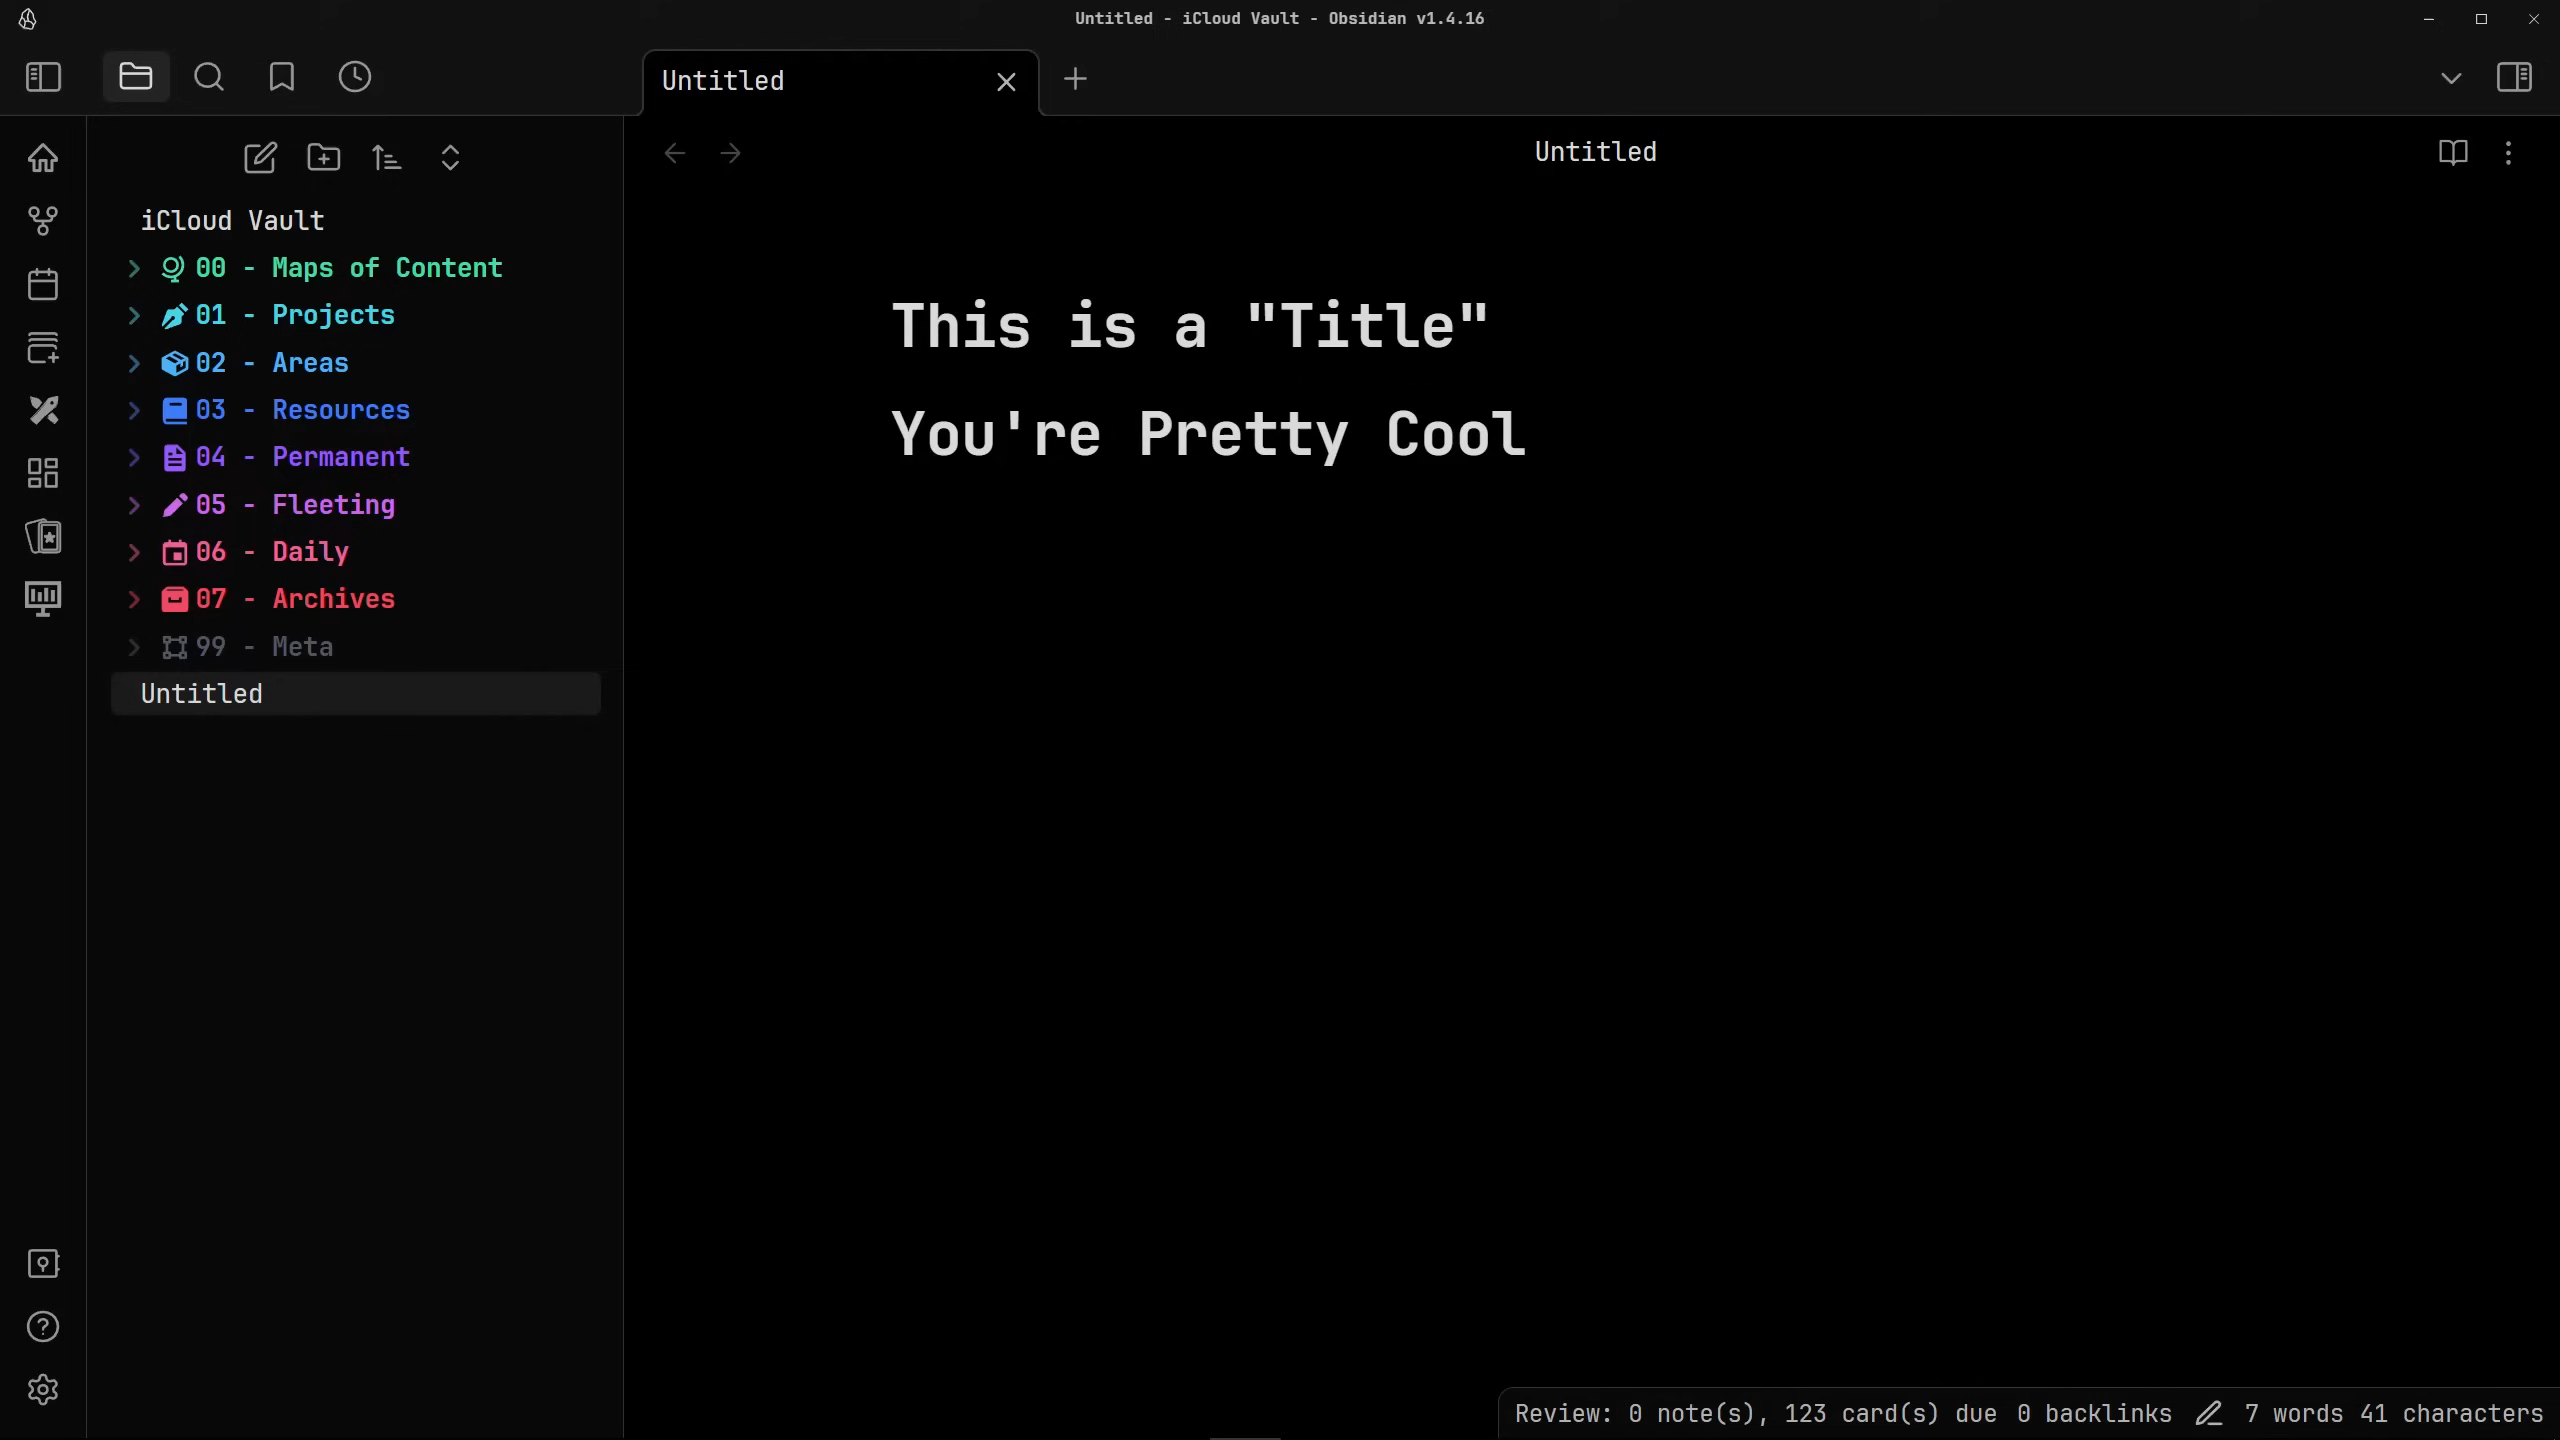 Untitled - iCloud Vault - Obsidian v1.4.16
Untitled
Untitled
iCloud Vault
00 - Maps of Content
01 - Projects
02 - Areas
03 - Resources
04 - Permanent
05 - Fleeting
06 - Daily
07 - Archives
99 - Meta
Untitled
This is a "Title"
You're Pretty Cool
Review: 0 note(s), 123 card(s) due 0 backlinks 7 words 41 characters